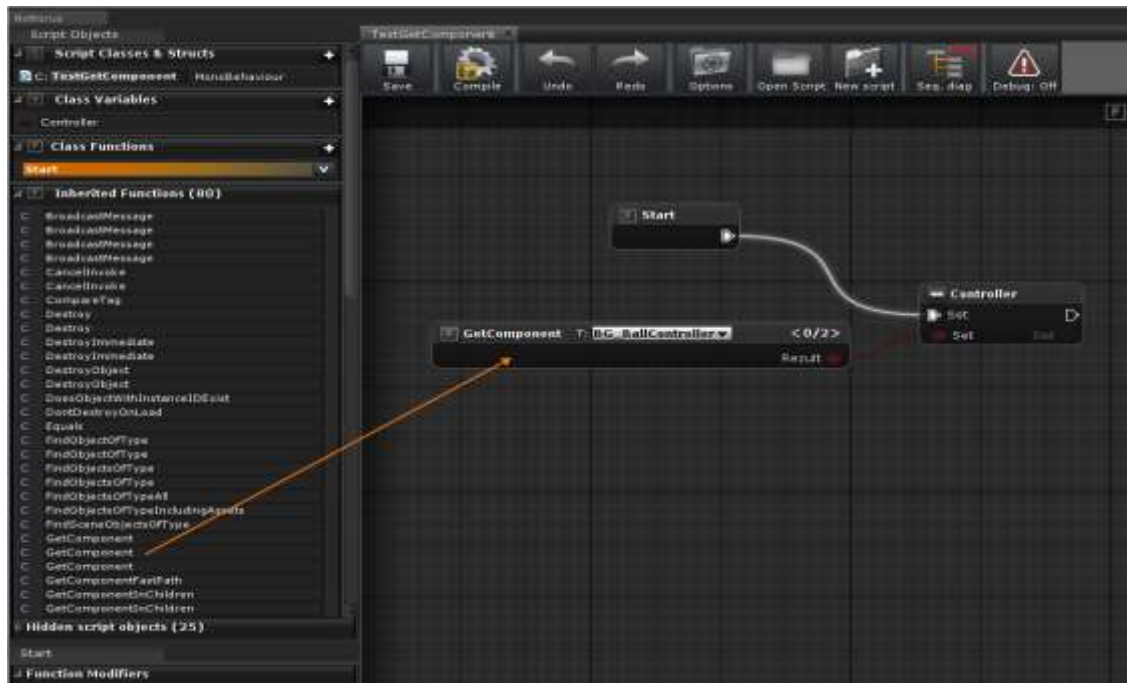 Script Objects
Script Classes & Structs
C: TestGetComponent MonoBehaviour
Class Variables
Controller
Class Functions
Start
Inherited Functions (80)
C BroadcastMessage
C BroadcastMessage
C BroadcastMessage
C BroadcastMessage
C CancelInvoke
C CancelInvoke
C CompareTag
C Destroy
C Destroy
C DestroyImmediate
C DestroyImmediate
C DestroyObject
C DestroyObject
C DoesObjectWithInstanceIDExist
C DontDestroyOnLoad
C Equals
C FindObjectOfType
C FindObjectOfType
C FindObjectsOfType
C FindObjectsOfType
C FindObjectsOfTypeAll
C FindObjectsOfTypeIncludingAssets
C FindSceneObjectsOfType
C GetComponent
C GetComponent
C GetComponent
C GetComponentFastPath
C GetComponentInChildren
C GetComponentInChildren
Hidden script objects (25)
Start
Function Modifiers
TestGetComponent
Save Compile Undo Redo Options Open Script New script Seq. diag Debug: Off
Start
Controller
Set
Set
GetComponent T: BG_BallController <0/2>
Result